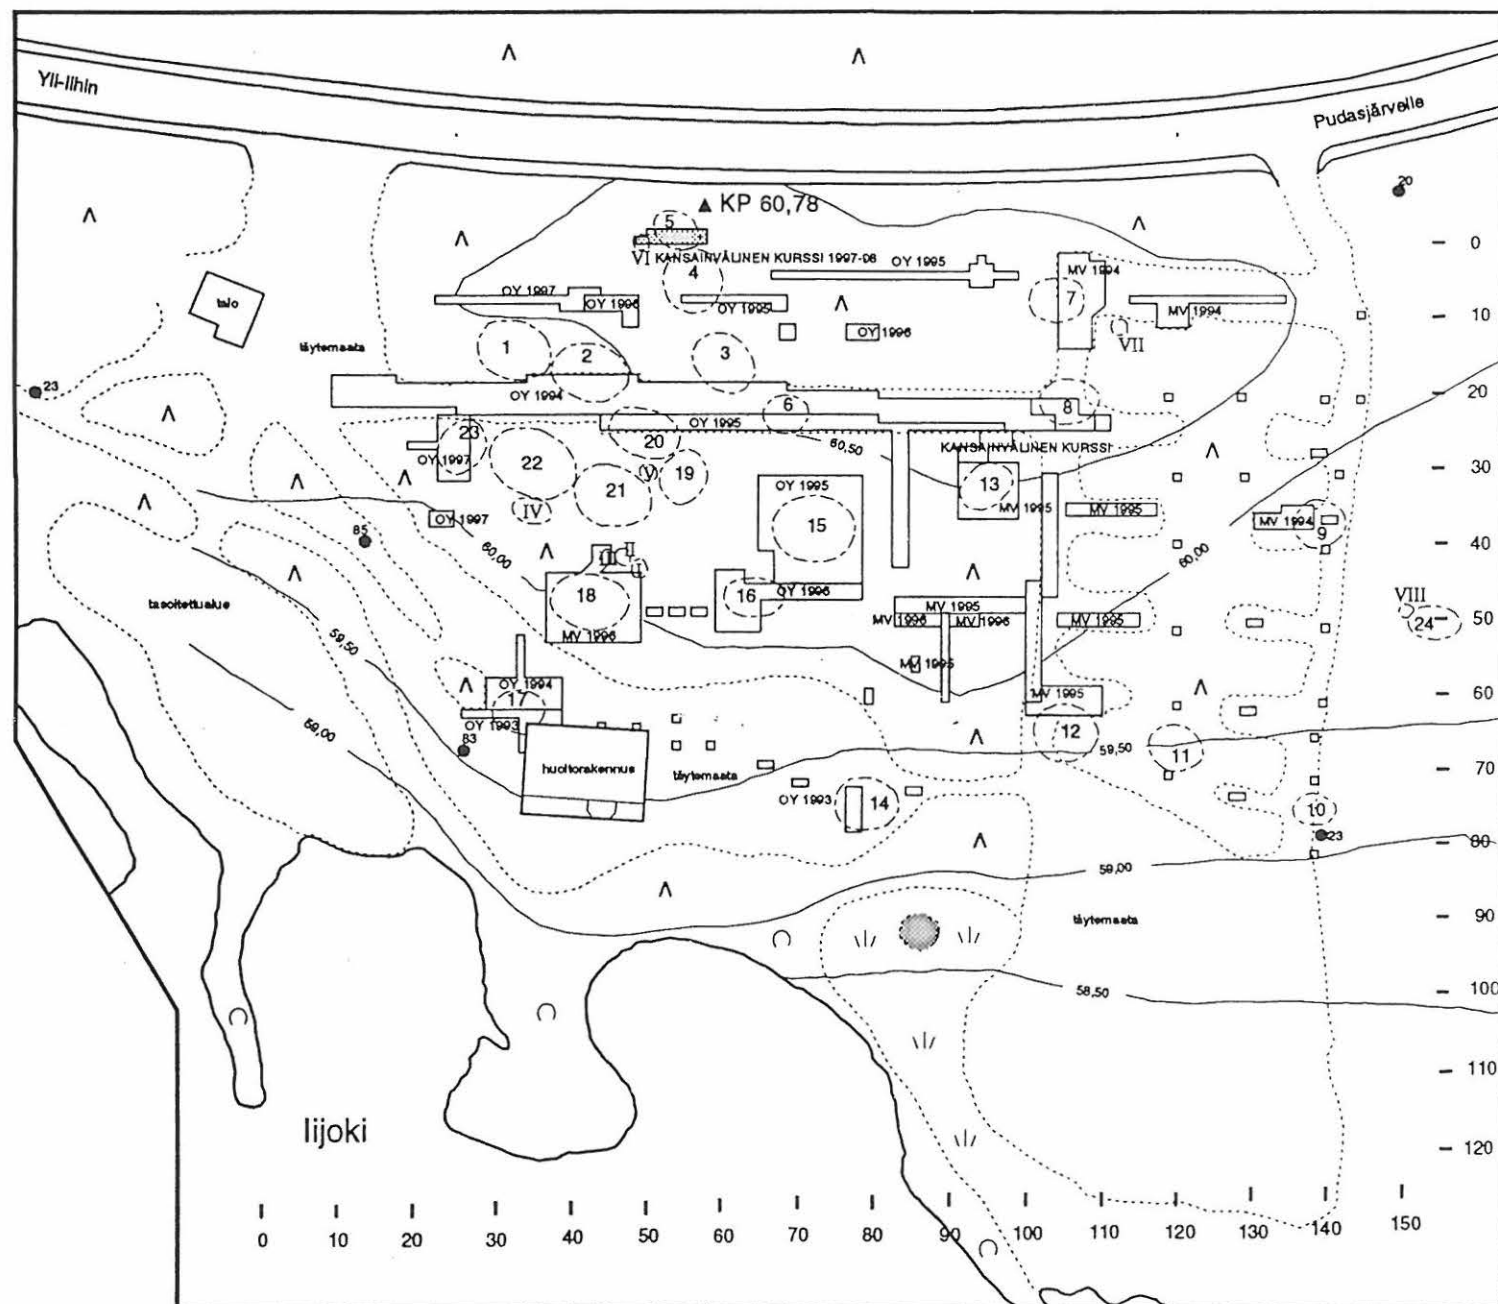 Yli-Iihin
Pudasjärvelle
20
▲ KP 60,78
5
0
VI KANSAINVÄLINEN KURSSI 1997-98
OY 1995
4
MV 1994
7
OY 1997
OY 1996
OY 1995
MV 1994
talo
10
OY 1996
VII
täytemaata
1
2
3
23
20
OY 1994
6
8
OY 1995
23
20
60,50
KANSAINVÄLINEN KURSSI
OY 1997
22
V
19
30
21
OY 1995
13
IV
OY 1997
MV 1995
MV 1995
MV 1994
9
15
85
60,00
40
60,00
III
II
I
tasoitettualue
18
16
OY 1996
MV 1995
VIII
MV 1996
MV 1996
MV 1995
24
50
59,50
MV 1996
MV 1995
OY 1994
MV 1995
60
17
59,00
OY 1993
12
83
59,50
11
huoltorakennus
täytemaata
70
OY 1993
14
10
23
80
59,00
täytemaata
90
58,50
100
110
Iijoki
120
0 10 20 30 40 50 60 70 80 90 100 110 120 130 140 150